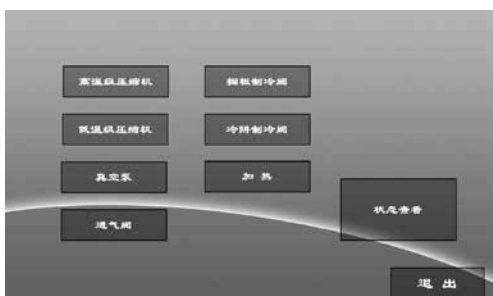 高温级压缩机
搁板制冷阀
低温级压缩机
冷阱制冷阀
真空泵
加 热
进气阀
状态查看
退 出